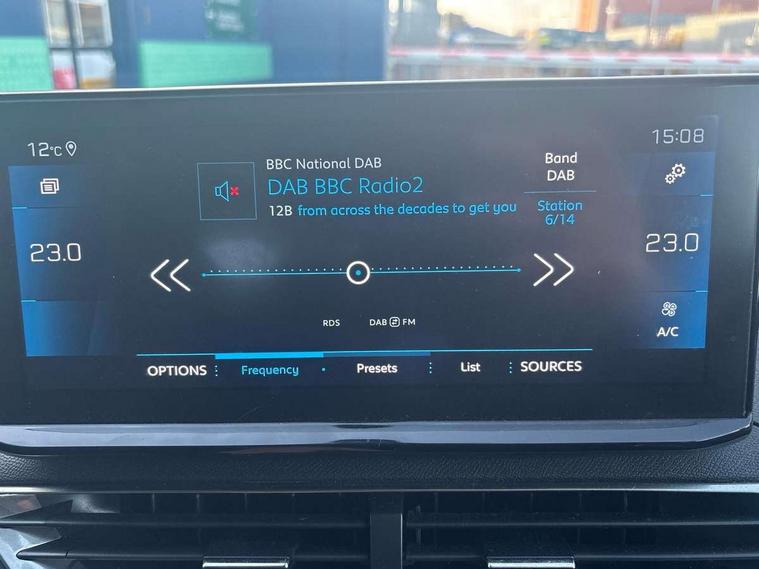 12°C
15:08
BBC National DAB
DAB BBC Radio2
12B from across the decades to get you
Band
DAB
Station
6/14
23.0
23.0
RDS
DAB FM
A/C
OPTIONS
Frequency
Presets
List
SOURCES